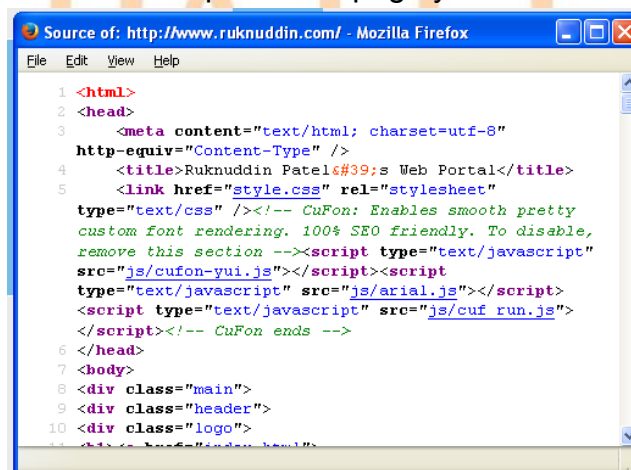 Source of: http://www.ruknuddin.com/ - Mozilla Firefox
File Edit View Help
1 <html>
2 <head>
3 <meta content="text/html; charset=utf-8"
http-equiv="Content-Type" />
4 <title>Ruknuddin Patel&#39;s Web Portal</title>
5 <link href="style.css" rel="stylesheet"
type="text/css" /><!-- CuFon: Enables smooth pretty
custom font rendering. 100% SEO friendly. To disable,
remove this section --><script type="text/javascript"
src="js/cufon-yui.js"></script><script
type="text/javascript" src="js/arial.js"></script>
<script type="text/javascript" src="js/cuf_run.js">
</script><!-- CuFon ends -->
6 </head>
7 <body>
8 <div class="main">
9 <div class="header">
10 <div class="logo">
11 <h1><a href="index.html">